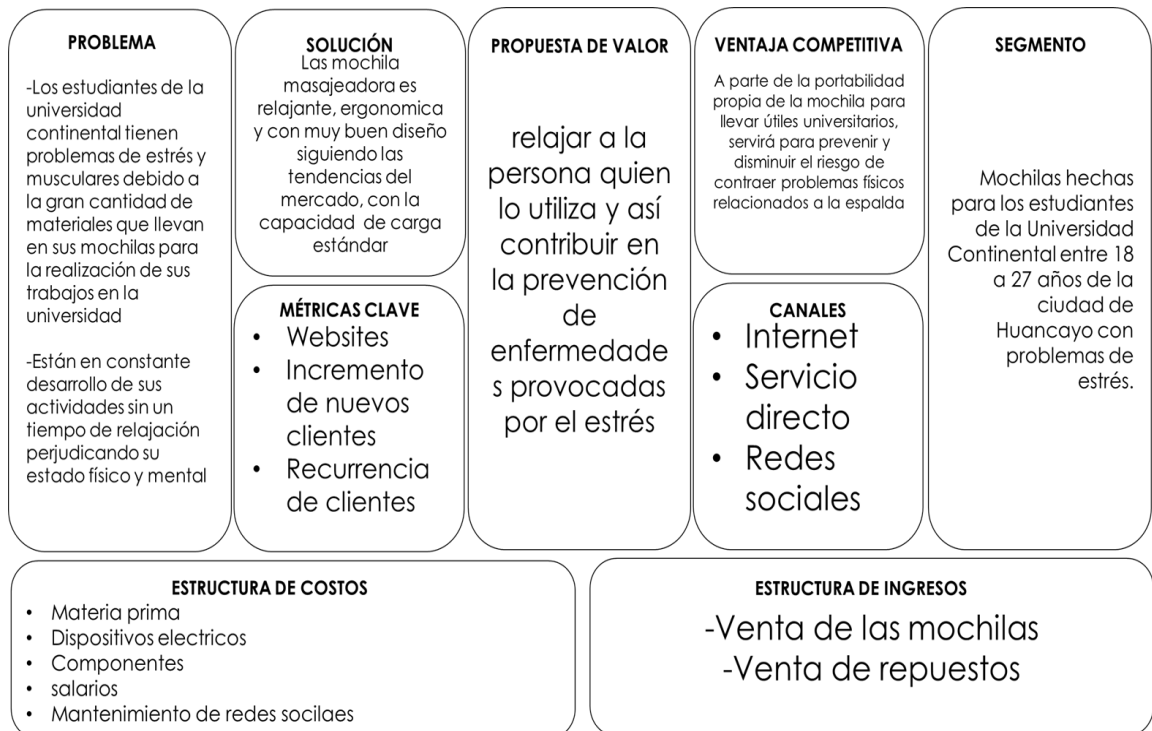 PROBLEMA
-Los estudiantes de la
universidad
continental tienen
problemas de estrés y
musculares debido a
la gran cantidad de
materiales que llevan
en sus mochilas para
la realización de sus
trabajos en la
universidad
-Están en constante
desarrollo de sus
actividades sin un
tiempo de relajación
perjudicando su
estado físico y mental
SOLUCIÓN
Las mochila
masajeadora es
relajante, ergonomica
y con muy buen diseño
siguiendo las
tendencias del
mercado, con la
capacidad de carga
estándar
MÉTRICAS CLAVE
• Websites
• Incremento
de nuevos
clientes
• Recurrencia
de clientes
PROPUESTA DE VALOR
relajar a la
persona quien
lo utiliza y así
contribuir en
la prevención
de
enfermedade
s provocadas
por el estrés
VENTAJA COMPETITIVA
A parte de la portabilidad
propia de la mochila para
llevar útiles universitarios,
servirá para prevenir y
disminuir el riesgo de
contraer problemas físicos
relacionados a la espalda
CANALES
• Internet
• Servicio
directo
• Redes
sociales
SEGMENTO
Mochilas hechas
para los estudiantes
de la Universidad
Continental entre 18
a 27 años de la
ciudad de
Huancayo con
problemas de
estrés.
ESTRUCTURA DE COSTOS
• Materia prima
• Dispositivos electricos
• Componentes
• salarios
• Mantenimiento de redes socilaes
ESTRUCTURA DE INGRESOS
-Venta de las mochilas
-Venta de repuestos